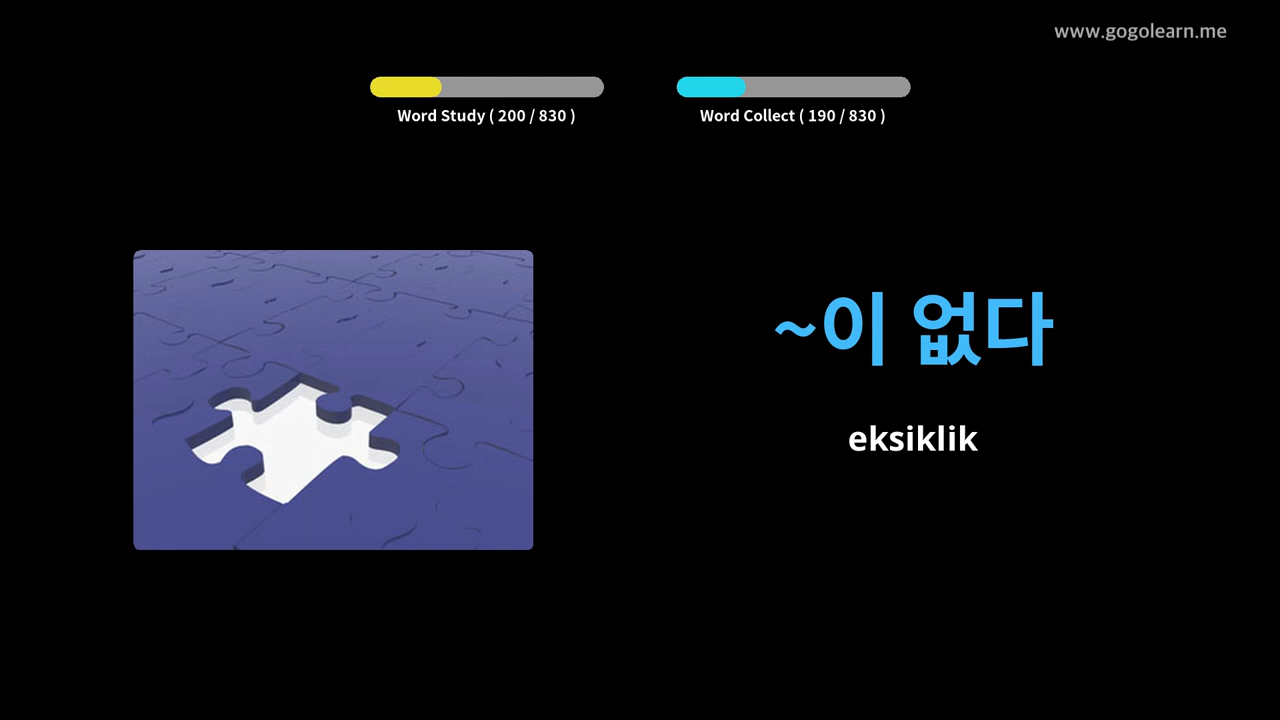 www.gogolearn.me
Word Study ( 200 / 830 )
Word Collect ( 190 / 830 )
~이 없다
eksiklik